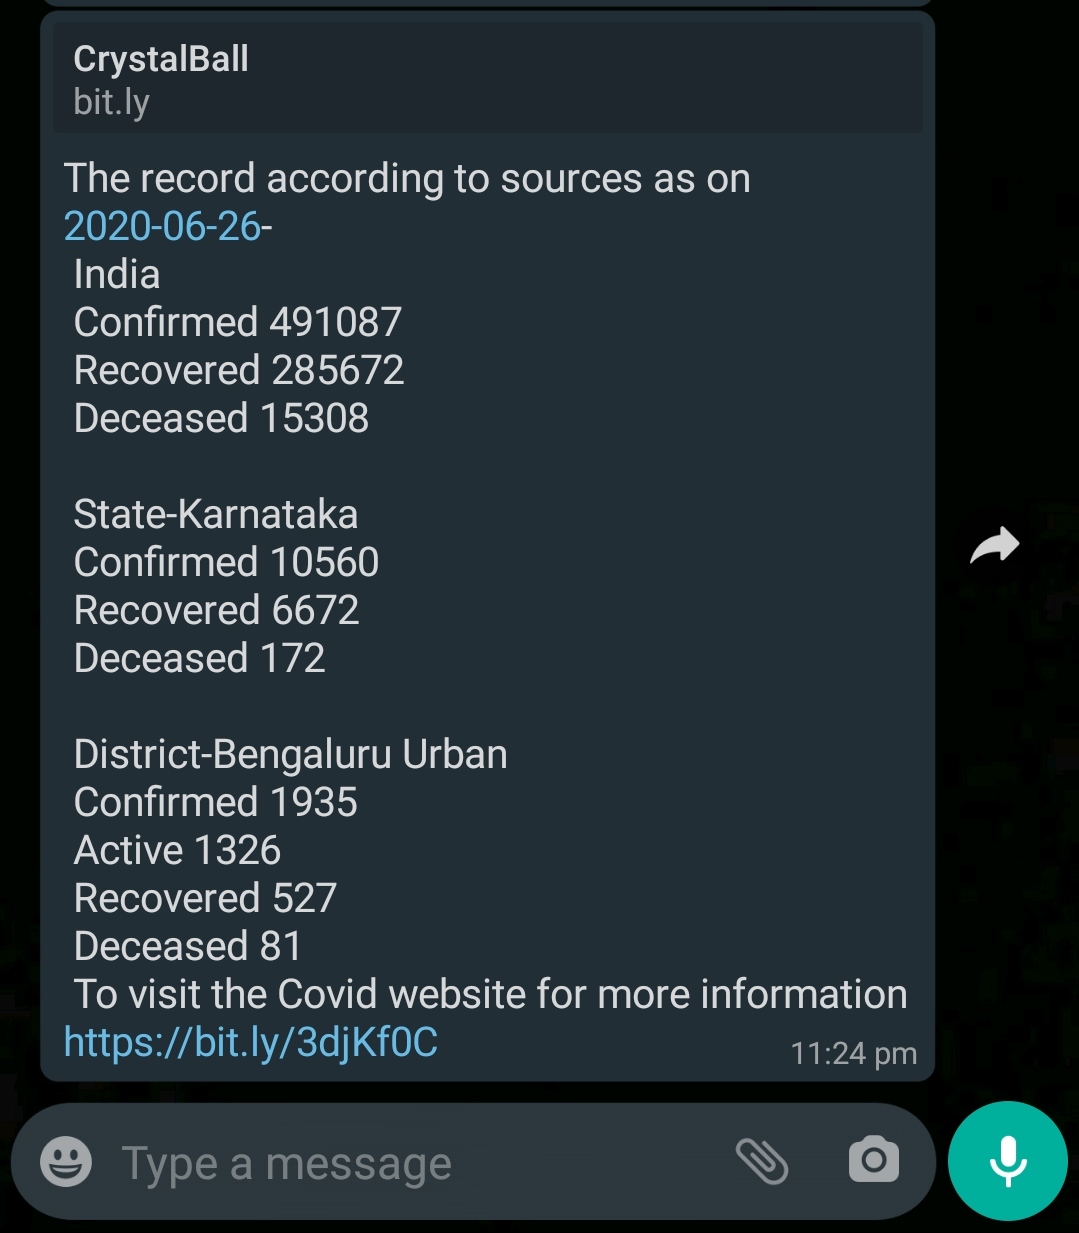 CrystalBall
bit.ly
The record according to sources as on
2020-06-26-
India
Confirmed 491087
Recovered 285672
Deceased 15308
State-Karnataka
Confirmed 10560
Recovered 6672
Deceased 172
District-Bengaluru Urban
Confirmed 1935
Active 1326
Recovered 527
Deceased 81
To visit the Covid website for more information
https://bit.ly/3djKf0C
11:24 pm
Type a message